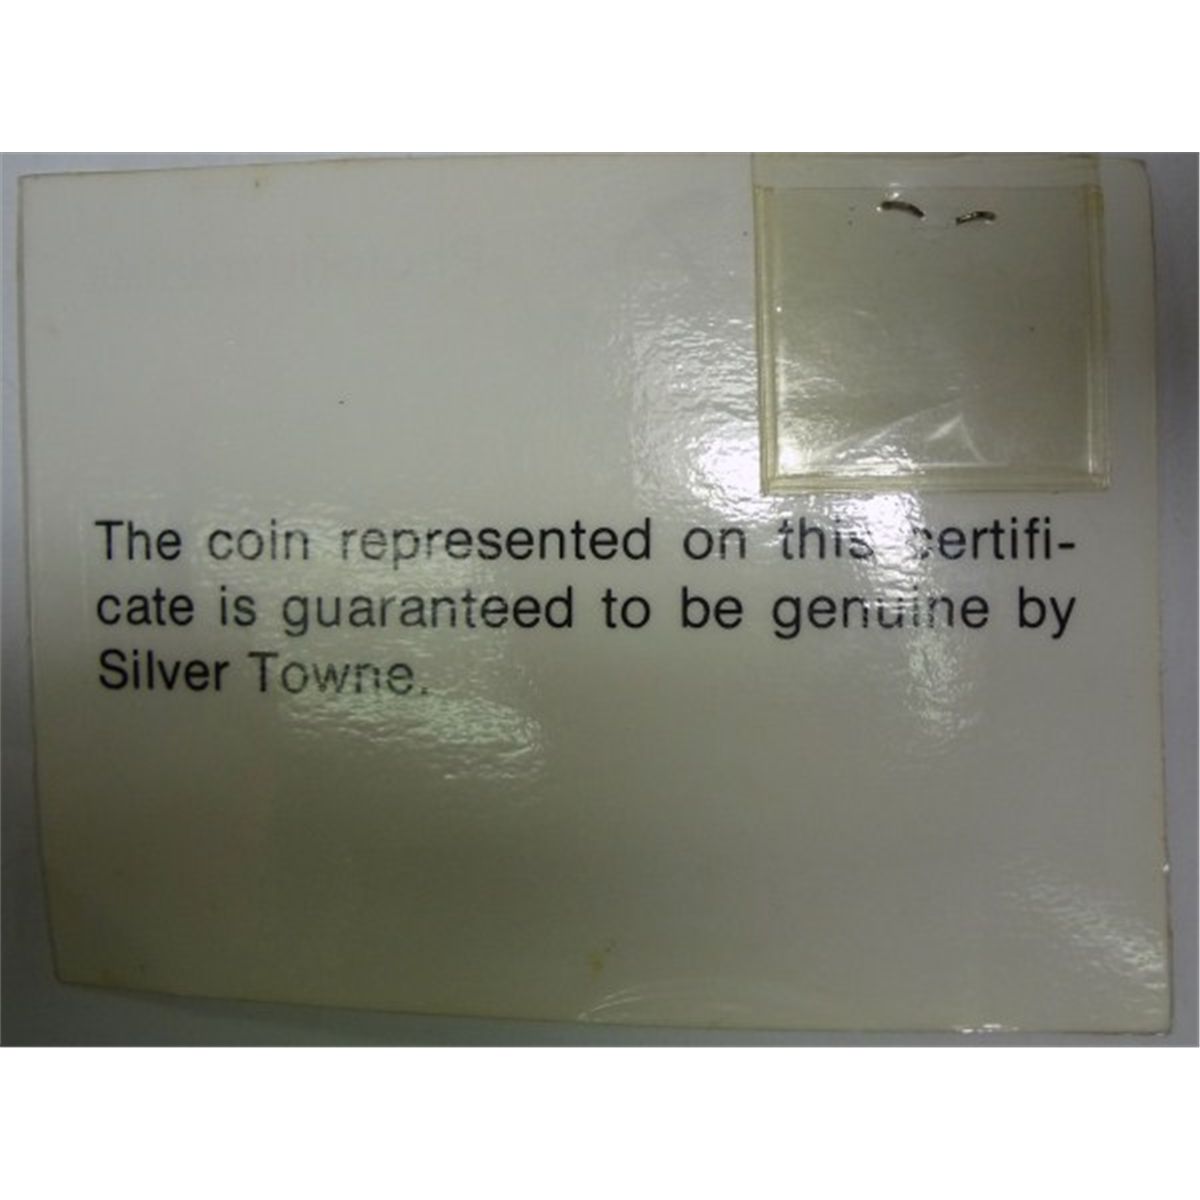 The coin represented on this certifi-
cate is guaranteed to be genuine by
Silver Towne.